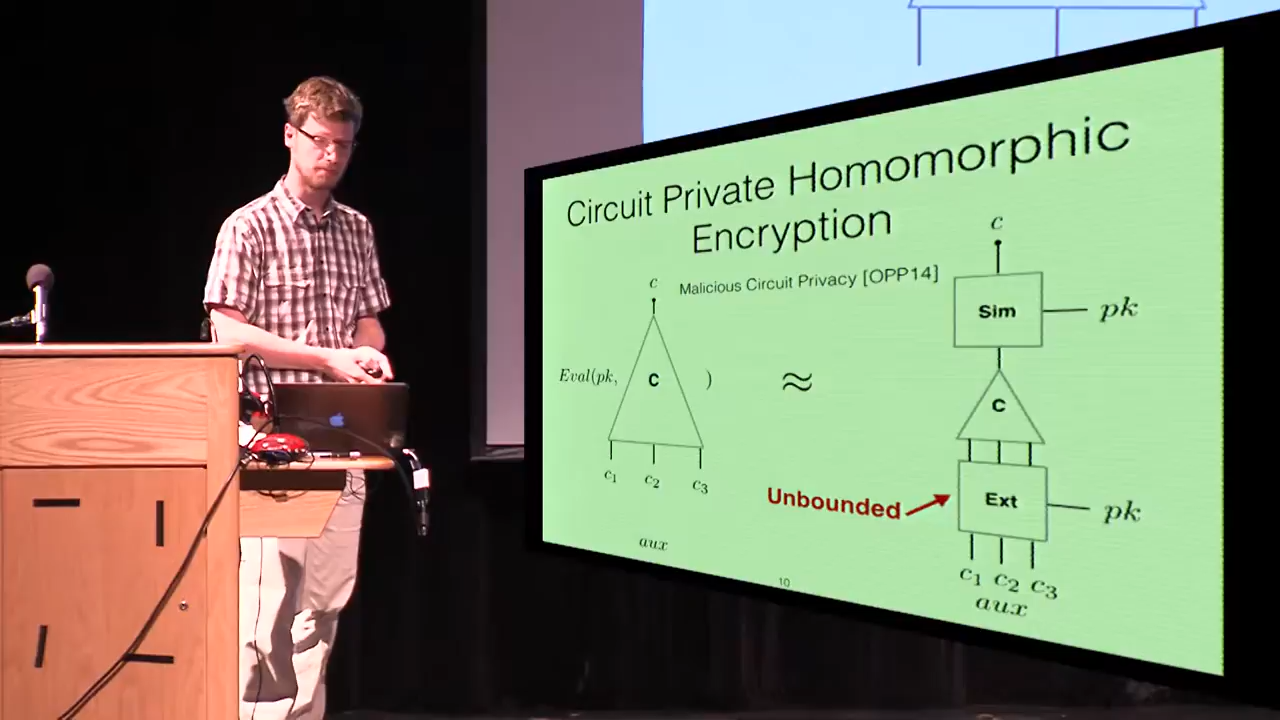 Circuit Private Homomorphic
Encryption
Malicious Circuit Privacy [OPP14]
c
Eval(pk,
C
)
c₁ c₂ c₃
aux
≈
c
Sim
pk
C
Unbounded
Ext
pk
c₁ c₂ c₃
aux
10